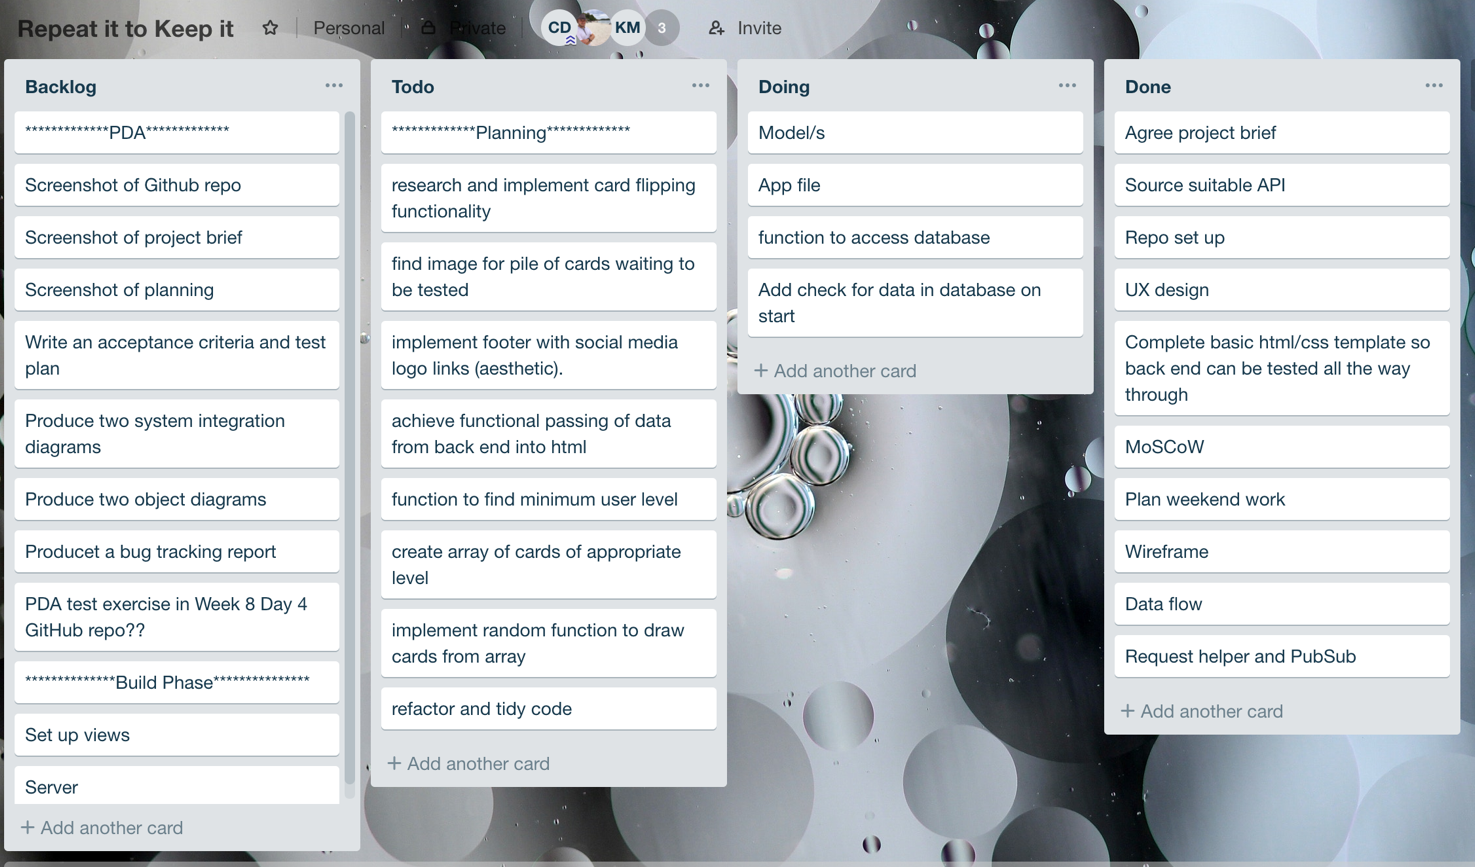 Repeat it to Keep it
Personal
Private
CD
KM
3
Invite
Backlog
*************PDA*************
Screenshot of Github repo
Screenshot of project brief
Screenshot of planning
Write an acceptance criteria and test
plan
Produce two system integration
diagrams
Produce two object diagrams
Producet a bug tracking report
PDA test exercise in Week 8 Day 4
GitHub repo??
**************Build Phase***************
Set up views
Server
+ Add another card
Todo
*************Planning*************
research and implement card flipping
functionality
find image for pile of cards waiting to
be tested
implement footer with social media
logo links (aesthetic).
achieve functional passing of data
from back end into html
function to find minimum user level
create array of cards of appropriate
level
implement random function to draw
cards from array
refactor and tidy code
+ Add another card
Doing
Model/s
App file
function to access database
Add check for data in database on
start
+ Add another card
Done
Agree project brief
Source suitable API
Repo set up
UX design
Complete basic html/css template so
back end can be tested all the way
through
MoSCoW
Plan weekend work
Wireframe
Data flow
Request helper and PubSub
+ Add another card